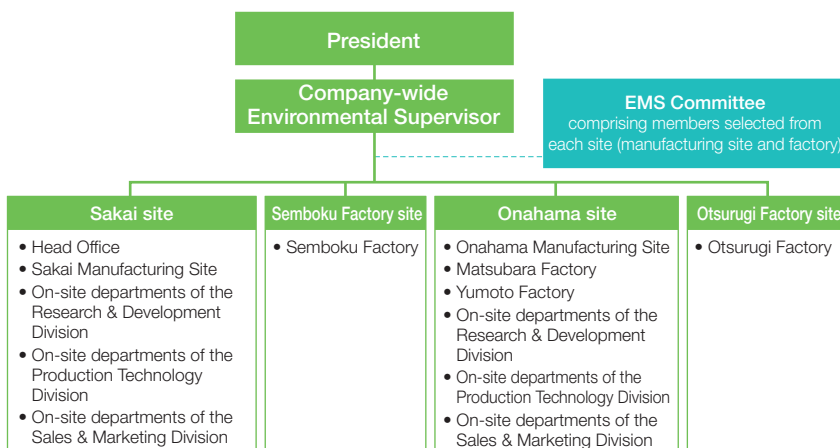 President
Company-wide
Environmental Supervisor
EMS Committee
comprising members selected from
each site (manufacturing site and factory)
Sakai site
• Head Office
• Sakai Manufacturing Site
• On-site departments of the
Research & Development
Division
• On-site departments of the
Production Technology
Division
• On-site departments of the
Sales & Marketing Division
Semboku Factory site
• Semboku Factory
Onahama site
• Onahama Manufacturing Site
• Matsubara Factory
• Yumoto Factory
• On-site departments of the
Research & Development
Division
• On-site departments of the
Production Technology Division
• On-site departments of the
Sales & Marketing Division
Otsurugi Factory site
• Otsurugi Factory